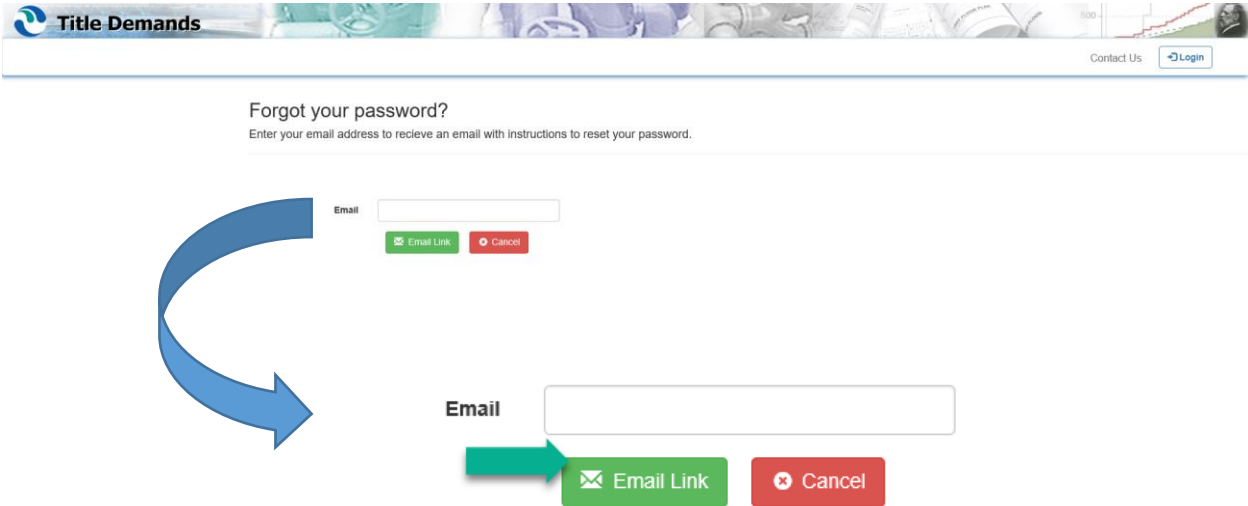 Title Demands
500
Contact Us
Login
Forgot your password?
Enter your email address to recieve an email with instructions to reset your password.
Email
Email Link Cancel
Email
Email Link Cancel